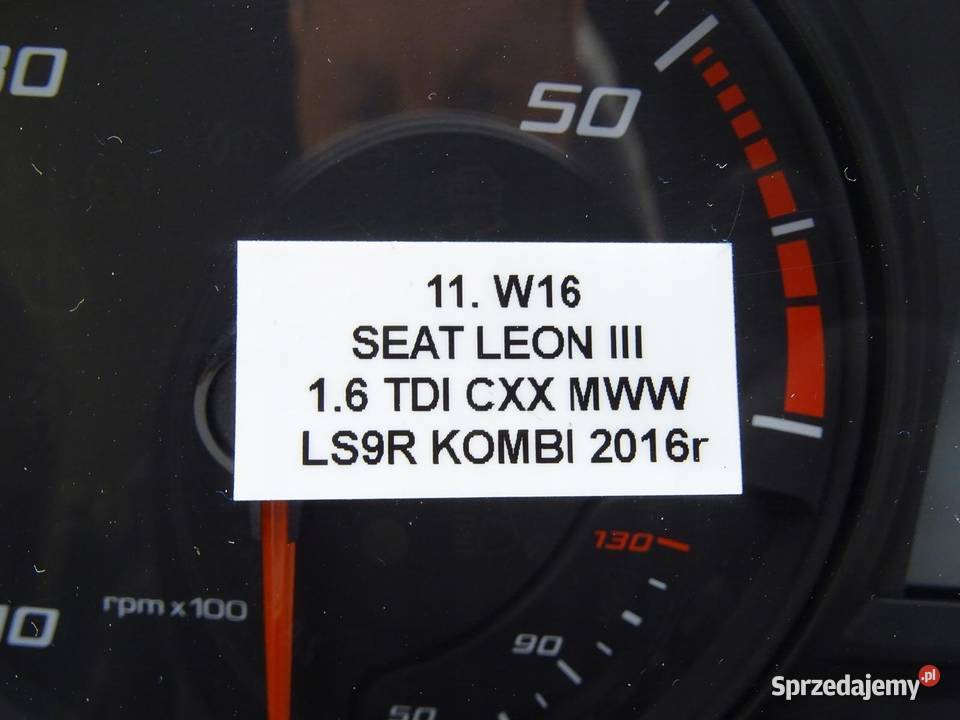 50
11. W16
SEAT LEON III
1.6 TDI CXX MWW
LS9R KOMBI 2016r
130
rpm x 100
90
50
Sprzedajemy.pl